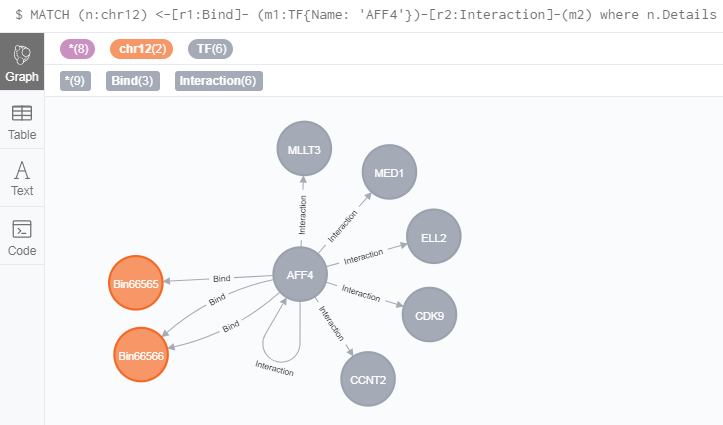 $ MATCH (n:chr12) <-[r1:Bind]- (m1:TF{Name: 'AFF4'})-[r2:Interaction]-(m2) where n.Details
*(8) chr12(2) TF(6)
Graph
*(9) Bind(3) Interaction(6)
Table
Text
Code
MLLT3
MED1
Interaction
Interaction
ELL2
Interaction
AFF4
Bin66565
Bind
Bind
Interaction
CDK9
Bind
Interaction
Bin66566
Interaction
CCNT2